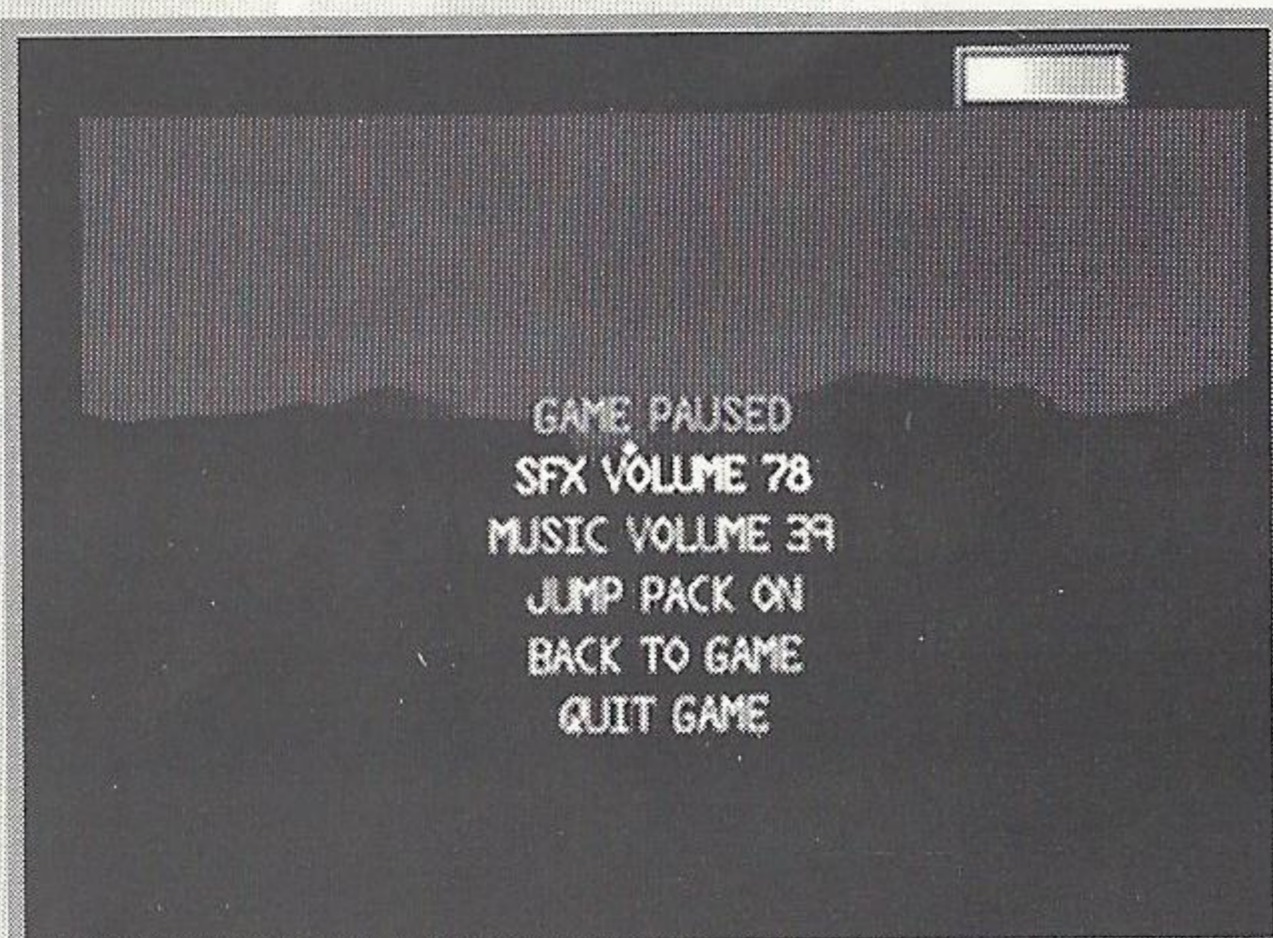 GAME PAUSED
SFX VOLUME 78
MUSIC VOLUME 39
JUMP PACK ON
BACK TO GAME
QUIT GAME